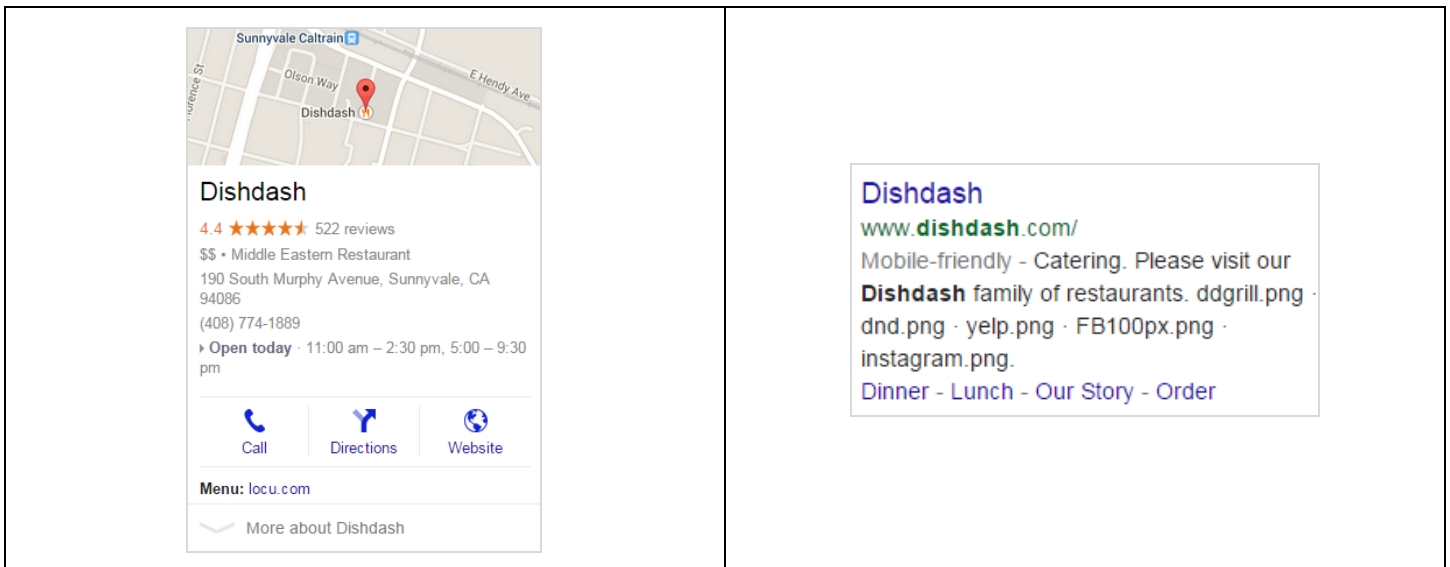 Sunnyvale Caltrain
Olson Way
E Hendy Ave
Florence St
Dishdash
Dishdash
4.4 522 reviews
$$ • Middle Eastern Restaurant
190 South Murphy Avenue, Sunnyvale, CA
94086
(408) 774-1889
Open today · 11:00 am – 2:30 pm, 5:00 – 9:30
pm
Call Directions Website
Menu: locu.com
More about Dishdash
Dishdash
www.dishdash.com/
Mobile-friendly - Catering. Please visit our
Dishdash family of restaurants. ddgrill.png ·
dnd.png · yelp.png · FB100px.png ·
instagram.png.
Dinner - Lunch - Our Story - Order